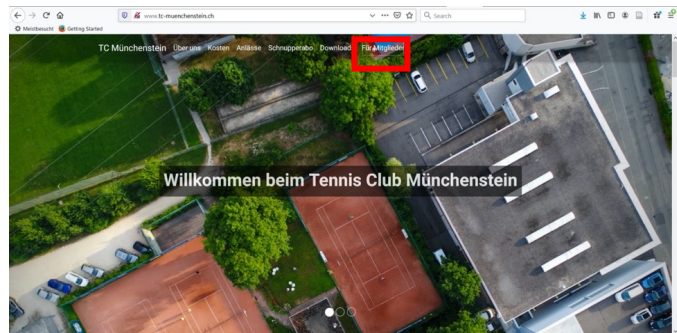 www.tc-muenchenstein.ch
Search
Meistbesucht Getting Started
TC Münchenstein Über uns Kosten Anlässe Schnupperabo Download Für Mitglieder
Willkommen beim Tennis Club Münchenstein